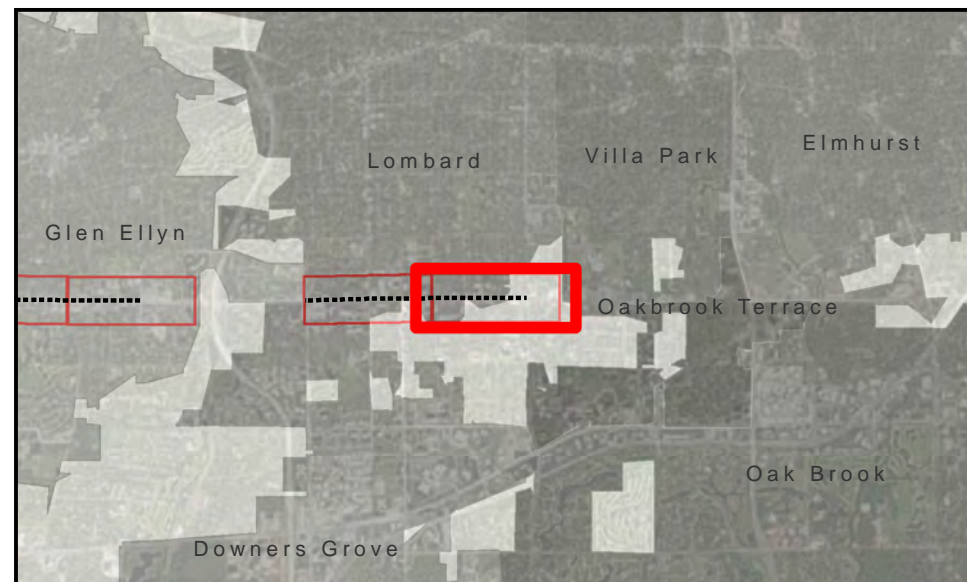 Elmhurst
Villa Park
Lombard
Glen Ellyn
Oakbrook Terrace
Oak Brook
Downers Grove